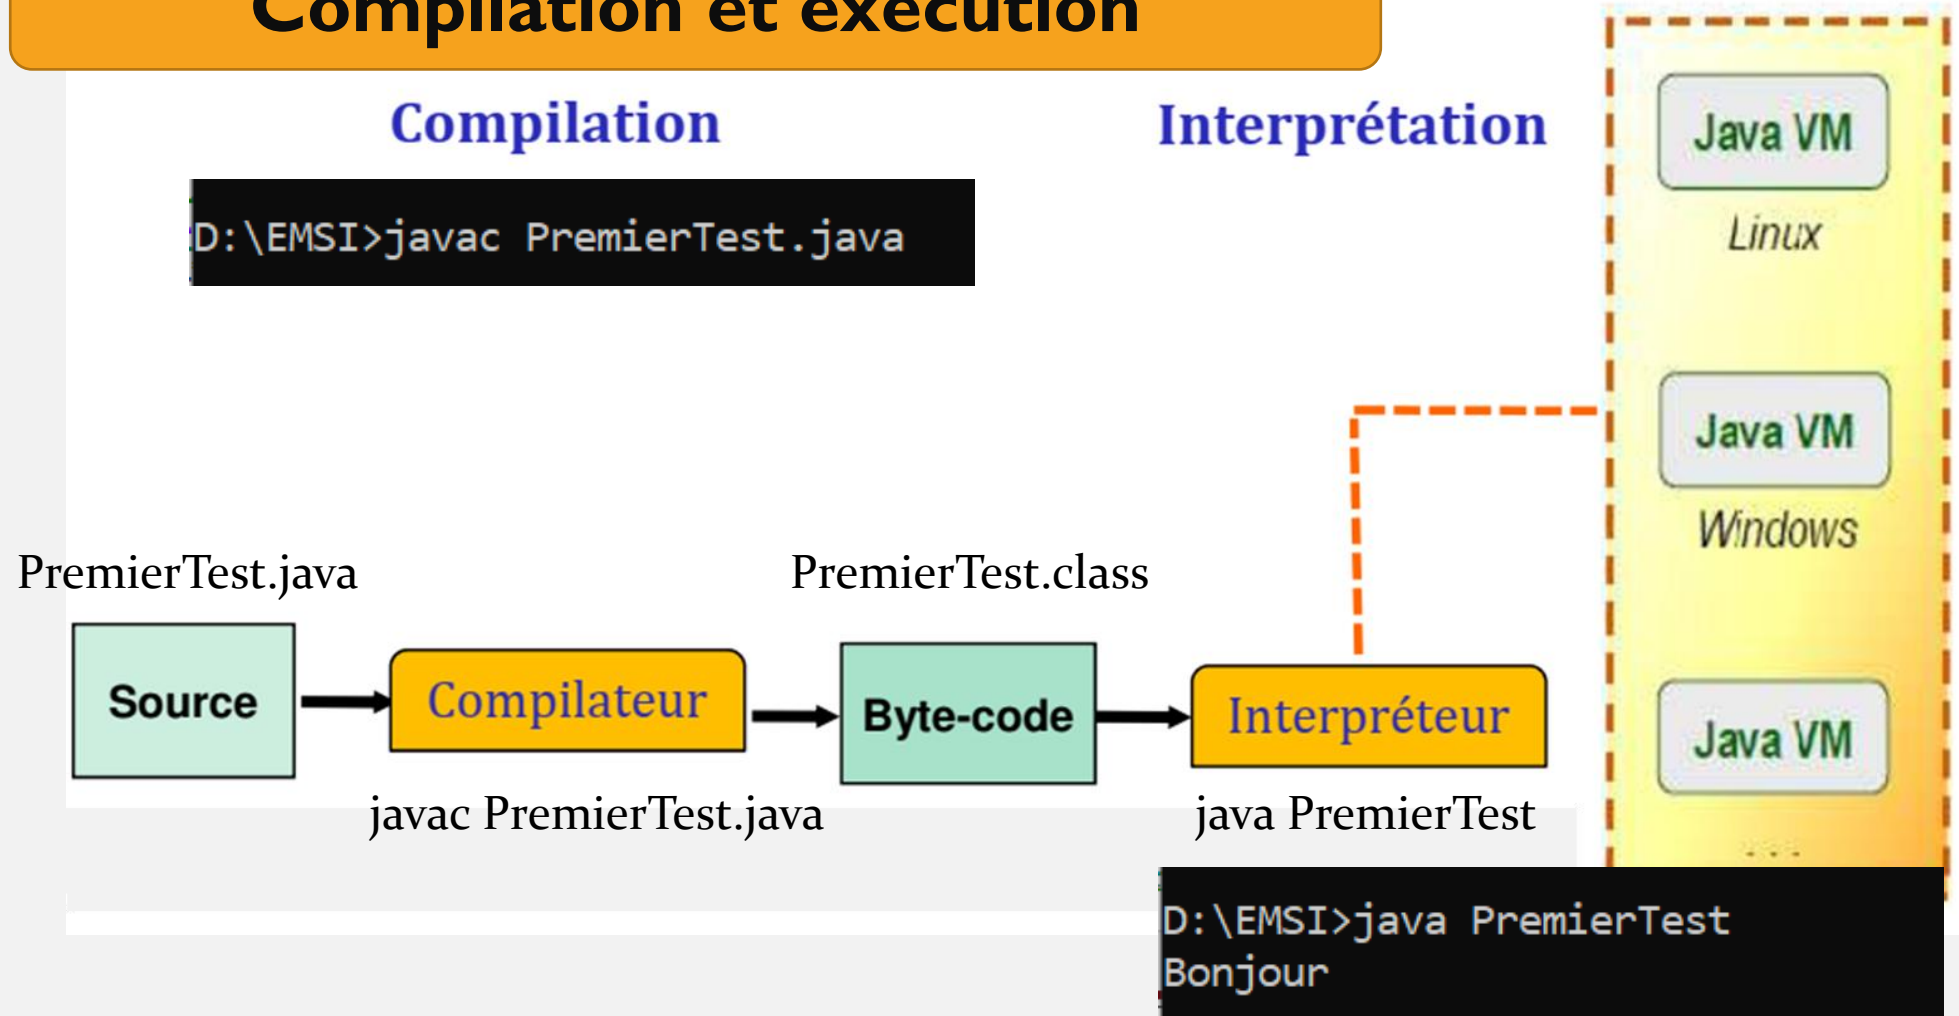 Compilation et exécution
Compilation
Interprétation
D:\EMSI>javac PremierTest.java
Java VM
Linux
Java VM
Windows
PremierTest.java
PremierTest.class
Source
Compilateur
Byte-code
Interpréteur
Java VM
javac PremierTest.java
java PremierTest
...
D:\EMSI>java PremierTest
Bonjour